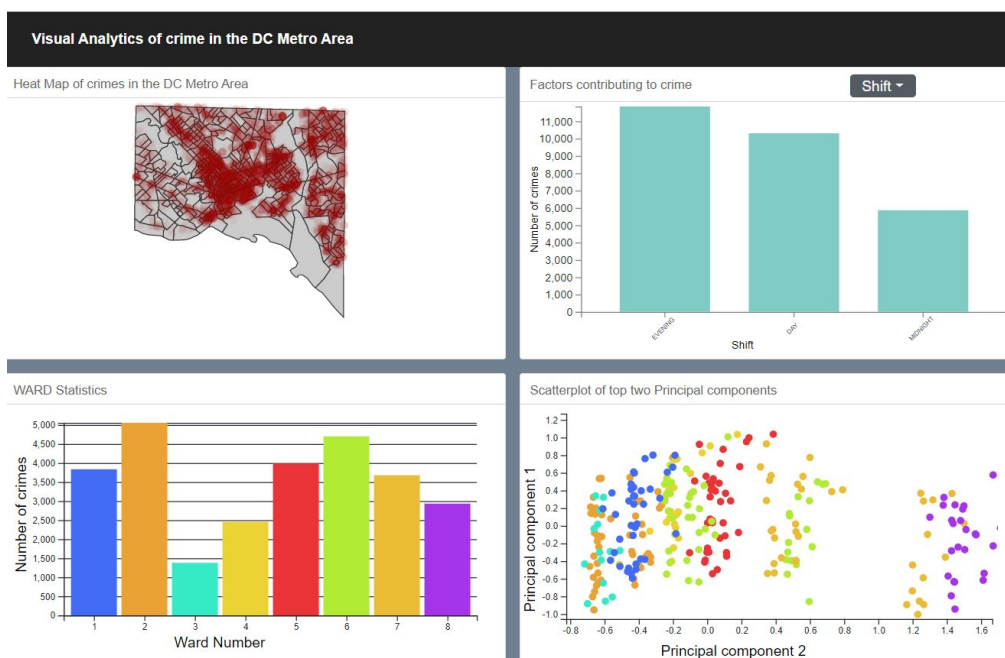 Visual Analytics of crime in the DC Metro Area
Heat Map of crimes in the DC Metro Area
Factors contributing to crime
Shift
Number of crimes
11,000
10,000
9,000
8,000
7,000
6,000
5,000
4,000
3,000
2,000
1,000
0
EVENING
DAY
MIDNIGHT
Shift
WARD Statistics
Number of crimes
5,000
4,500
4,000
3,500
3,000
2,500
2,000
1,500
1,000
500
0
1 2 3 4 5 6 7 8
Ward Number
Scatterplot of top two Principal components
Principal component 1
1.2
1.0
0.8
0.6
0.4
0.2
0.0
-0.2
-0.4
-0.6
-0.8
-1.0
-0.8 -0.6 -0.4 -0.2 0.0 0.2 0.4 0.6 0.8 1.0 1.2 1.4 1.6
Principal component 2